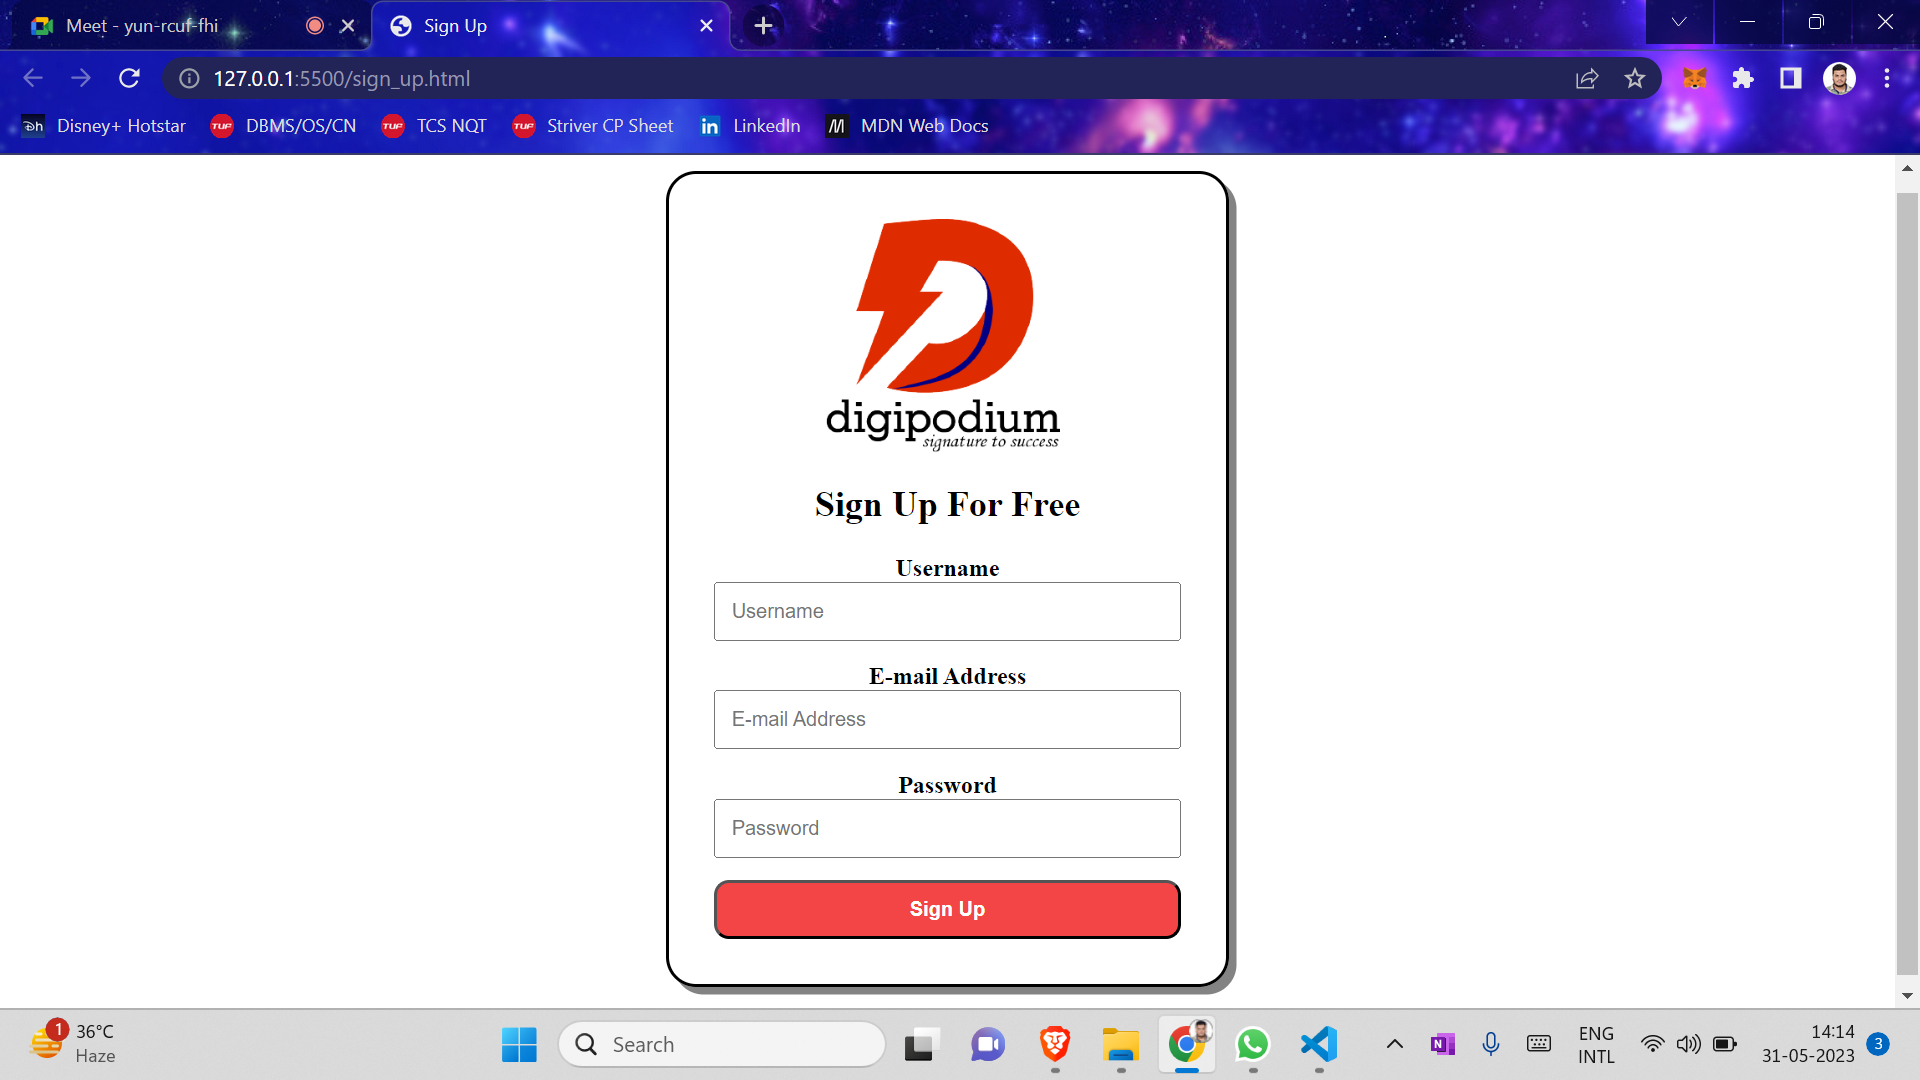 Meet - yun-rcuf-fhi
Sign Up
127.0.0.1:5500/sign_up.html
Disney+ Hotstar
DBMS/OS/CN
TCS NQT
Striver CP Sheet
LinkedIn
MDN Web Docs
digipodium
signature to success
Sign Up For Free
Username
Username
E-mail Address
E-mail Address
Password
Password
Sign Up
1
36°C
Haze
Search
ENG
INTL
14:14
31-05-2023
3